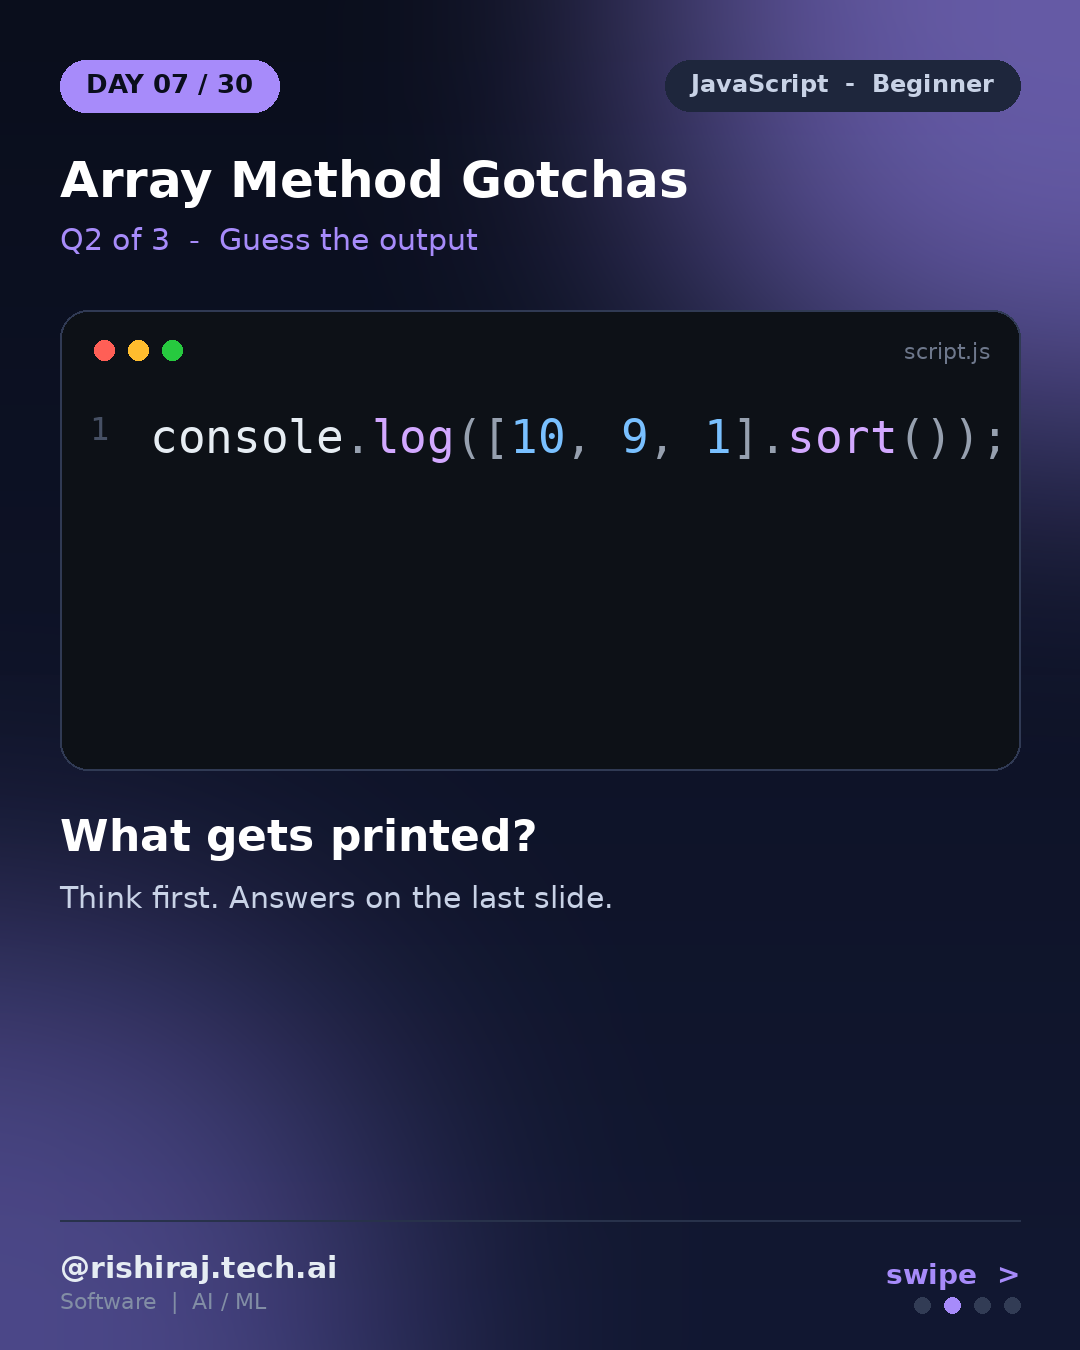 DAY 07 / 30
JavaScript - Beginner
Array Method Gotchas
Q2 of 3 - Guess the output
script.js
1 console.log([10, 9, 1].sort());
What gets printed?
Think first. Answers on the last slide.
@rishiraj.tech.ai
Software | AI / ML
swipe >